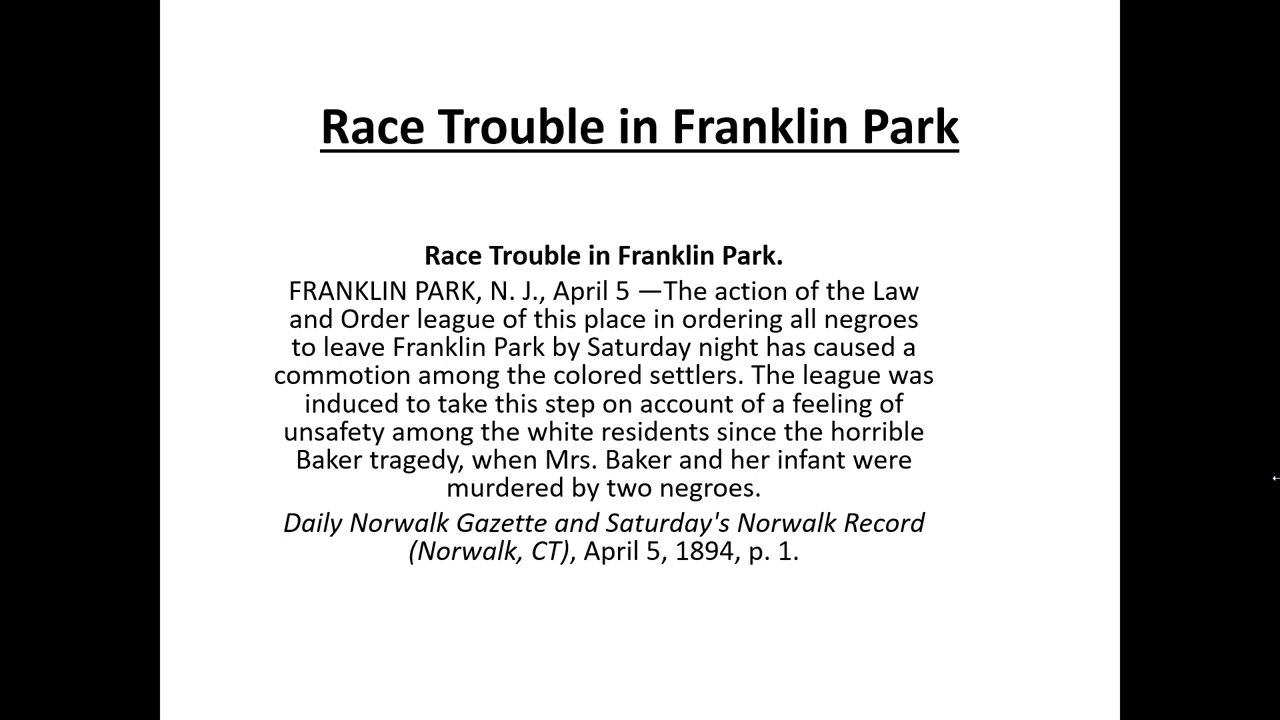 Race Trouble in Franklin Park
Race Trouble in Franklin Park.
FRANKLIN PARK, N. J., April 5 —The action of the Law
and Order league of this place in ordering all negroes
to leave Franklin Park by Saturday night has caused a
commotion among the colored settlers. The league was
induced to take this step on account of a feeling of
unsafety among the white residents since the horrible
Baker tragedy, when Mrs. Baker and her infant were
murdered by two negroes.
Daily Norwalk Gazette and Saturday's Norwalk Record
(Norwalk, CT), April 5, 1894, p. 1.